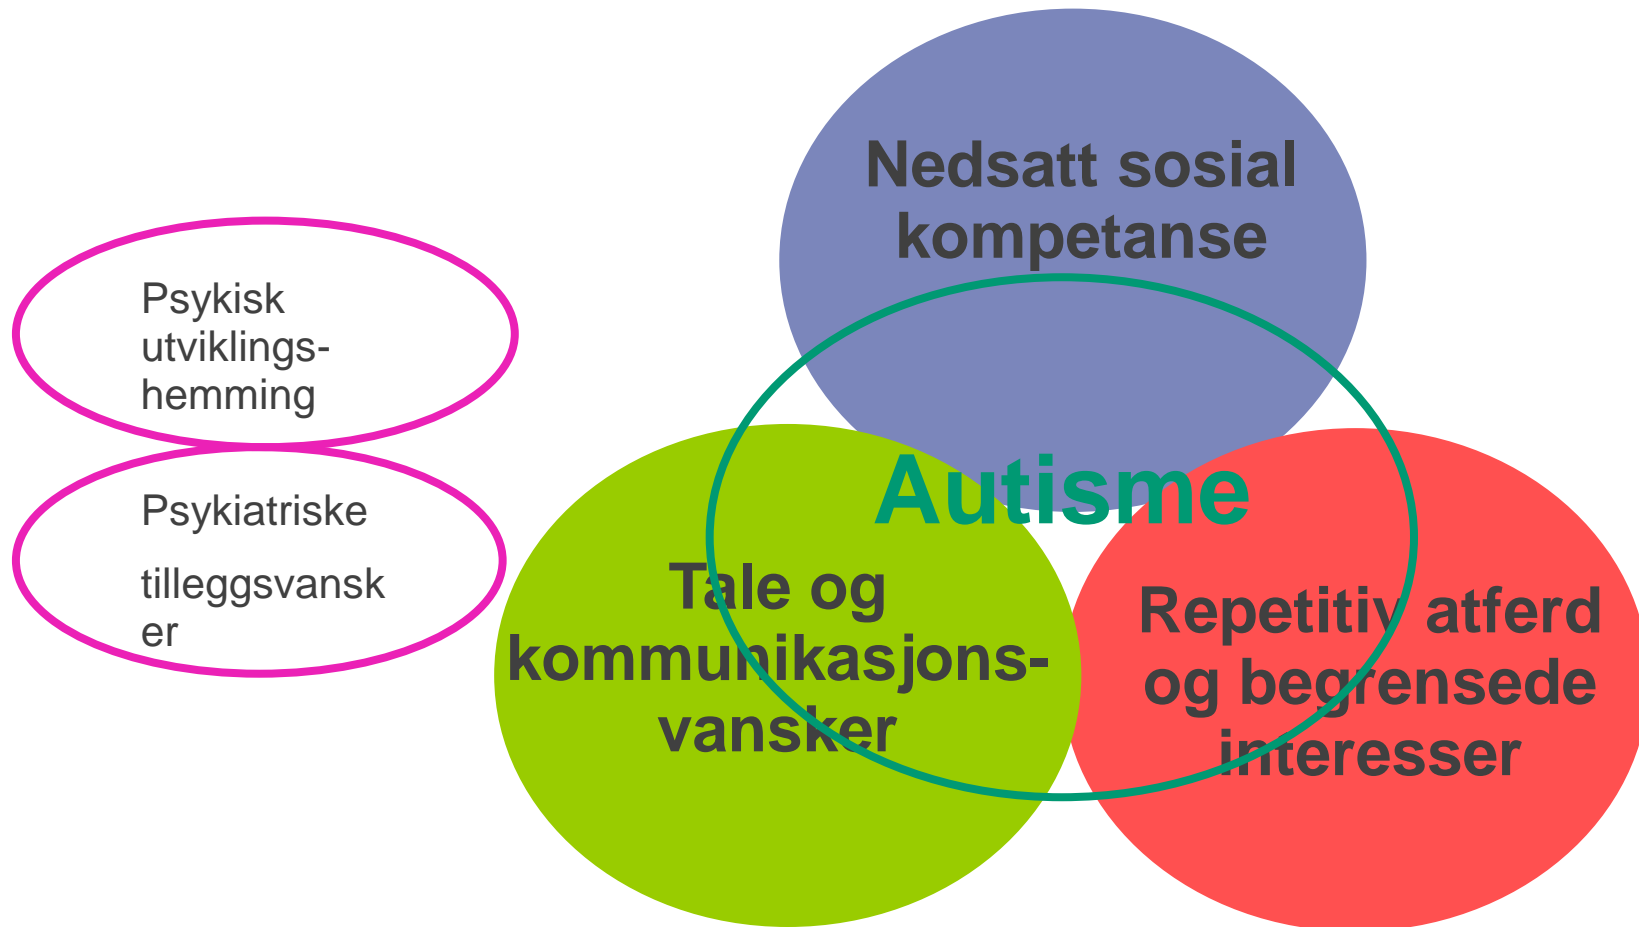 Nedsatt sosial
kompetanse
Psykisk
utviklings-
hemming
Psykiatriske
tilleggsvansk
er
Autisme
Tale og
kommunikasjons-
vansker
Repetitiv atferd
og begrensede
interesser